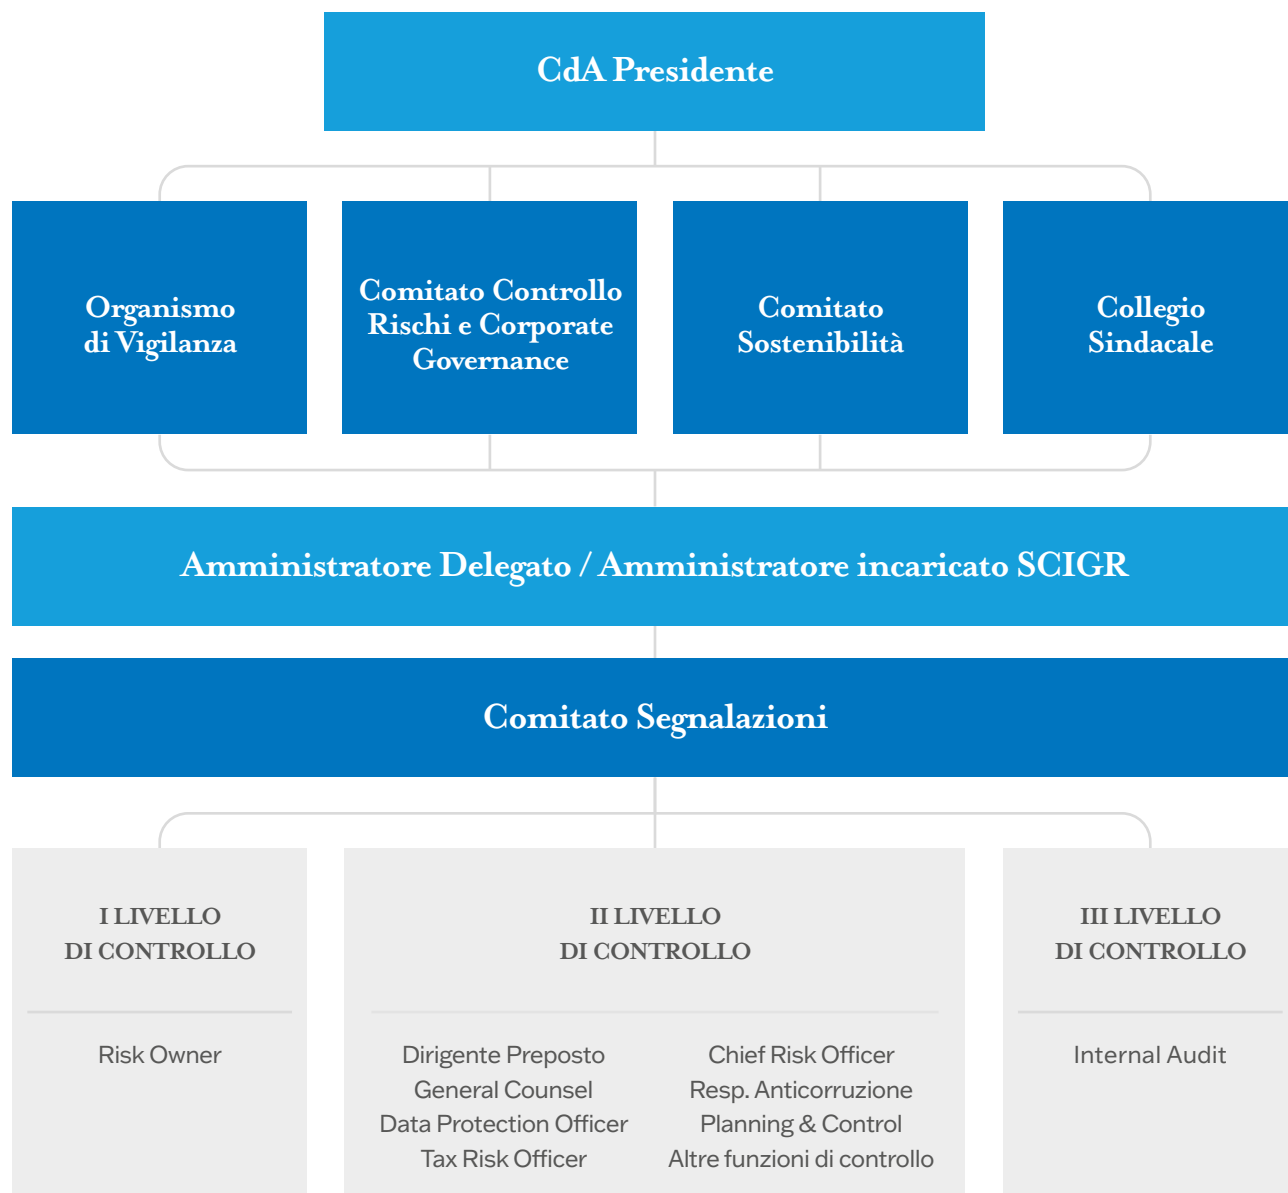 CdA Presidente
Organismo
di Vigilanza
Comitato Controllo
Rischi e Corporate
Governance
Comitato
Sostenibilità
Collegio
Sindacale
Amministratore Delegato / Amministratore incaricato SCIGR
Comitato Segnalazioni
I LIVELLO
DI CONTROLLO
Risk Owner
II LIVELLO
DI CONTROLLO
Dirigente Preposto
General Counsel
Data Protection Officer
Tax Risk Officer
Chief Risk Officer
Resp. Anticorruzione
Planning & Control
Altre funzioni di controllo
III LIVELLO
DI CONTROLLO
Internal Audit